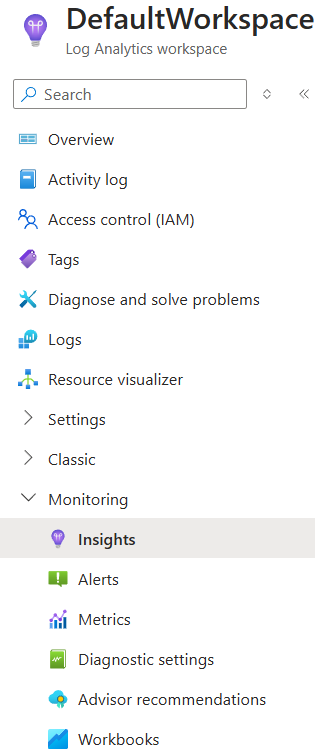 DefaultWorkspace
Log Analytics workspace
Search
Overview
Activity log
Access control (IAM)
Tags
Diagnose and solve problems
Logs
Resource visualizer
Settings
Classic
Monitoring
Insights
Alerts
Metrics
Diagnostic settings
Advisor recommendations
Workbooks